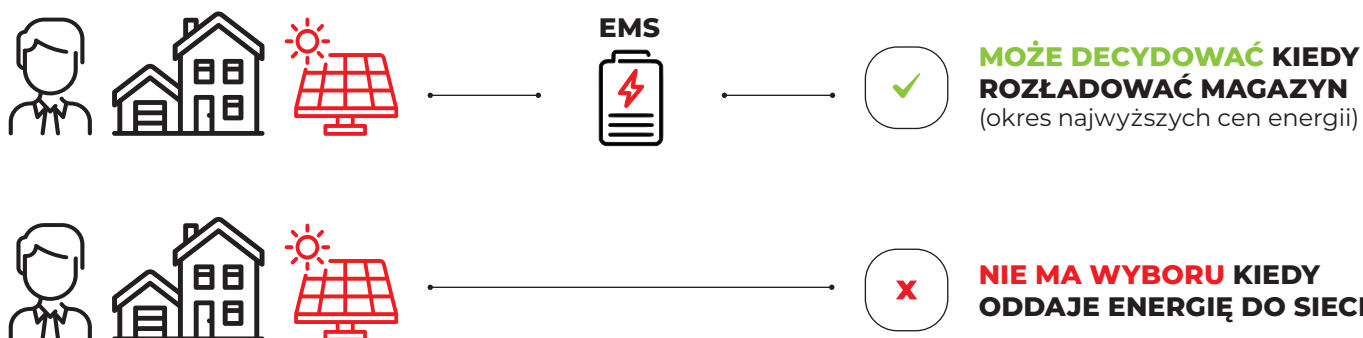 EMS
MOŻE DECYDOWAĆ KIEDY
ROZŁADOWAĆ MAGAZYN
(okres najwyższych cen energii)
NIE MA WYBORU KIEDY
ODDAJE ENERGIĘ DO SIECI